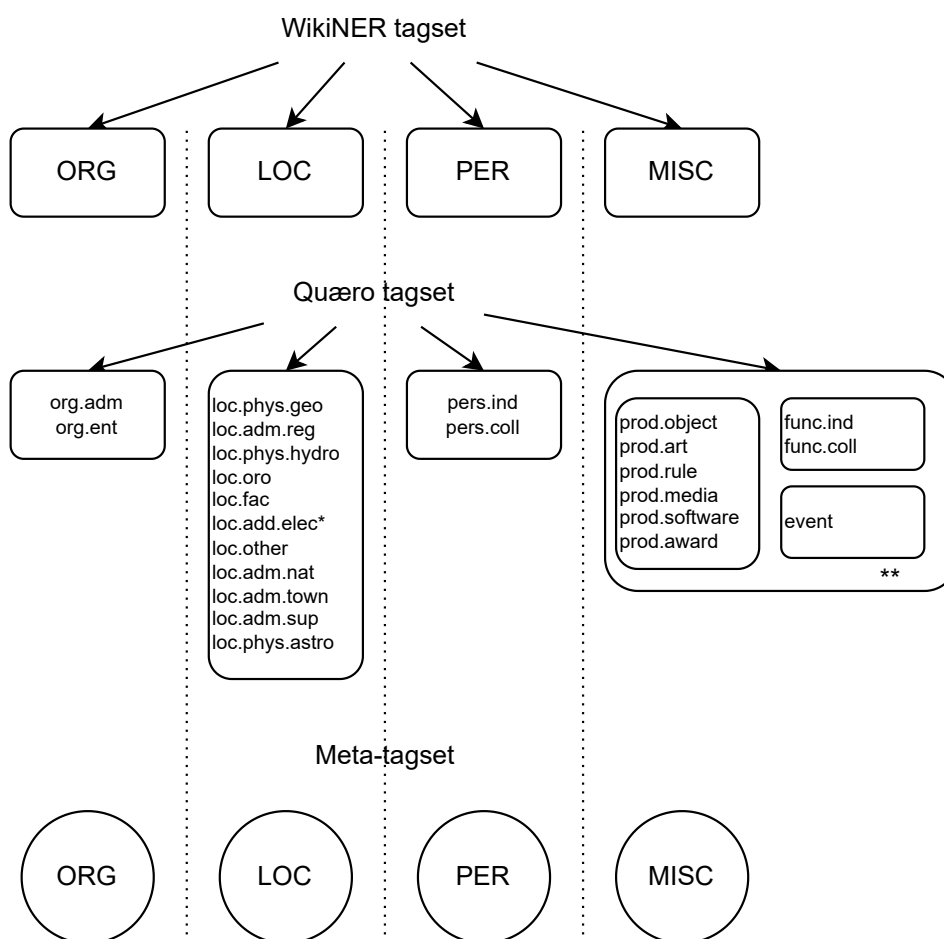 WikiNER tagset
ORG
LOC
PER
MISC
Quæro tagset
org.adm
org.ent
loc.phys.geo
loc.adm.reg
loc.phys.hydro
loc.oro
loc.fac
loc.add.elec*
loc.other
loc.adm.nat
loc.adm.town
loc.adm.sup
loc.phys.astro
pers.ind
pers.coll
prod.object
prod.art
prod.rule
prod.media
prod.software
prod.award
func.ind
func.coll
event
**
Meta-tagset
ORG
LOC
PER
MISC